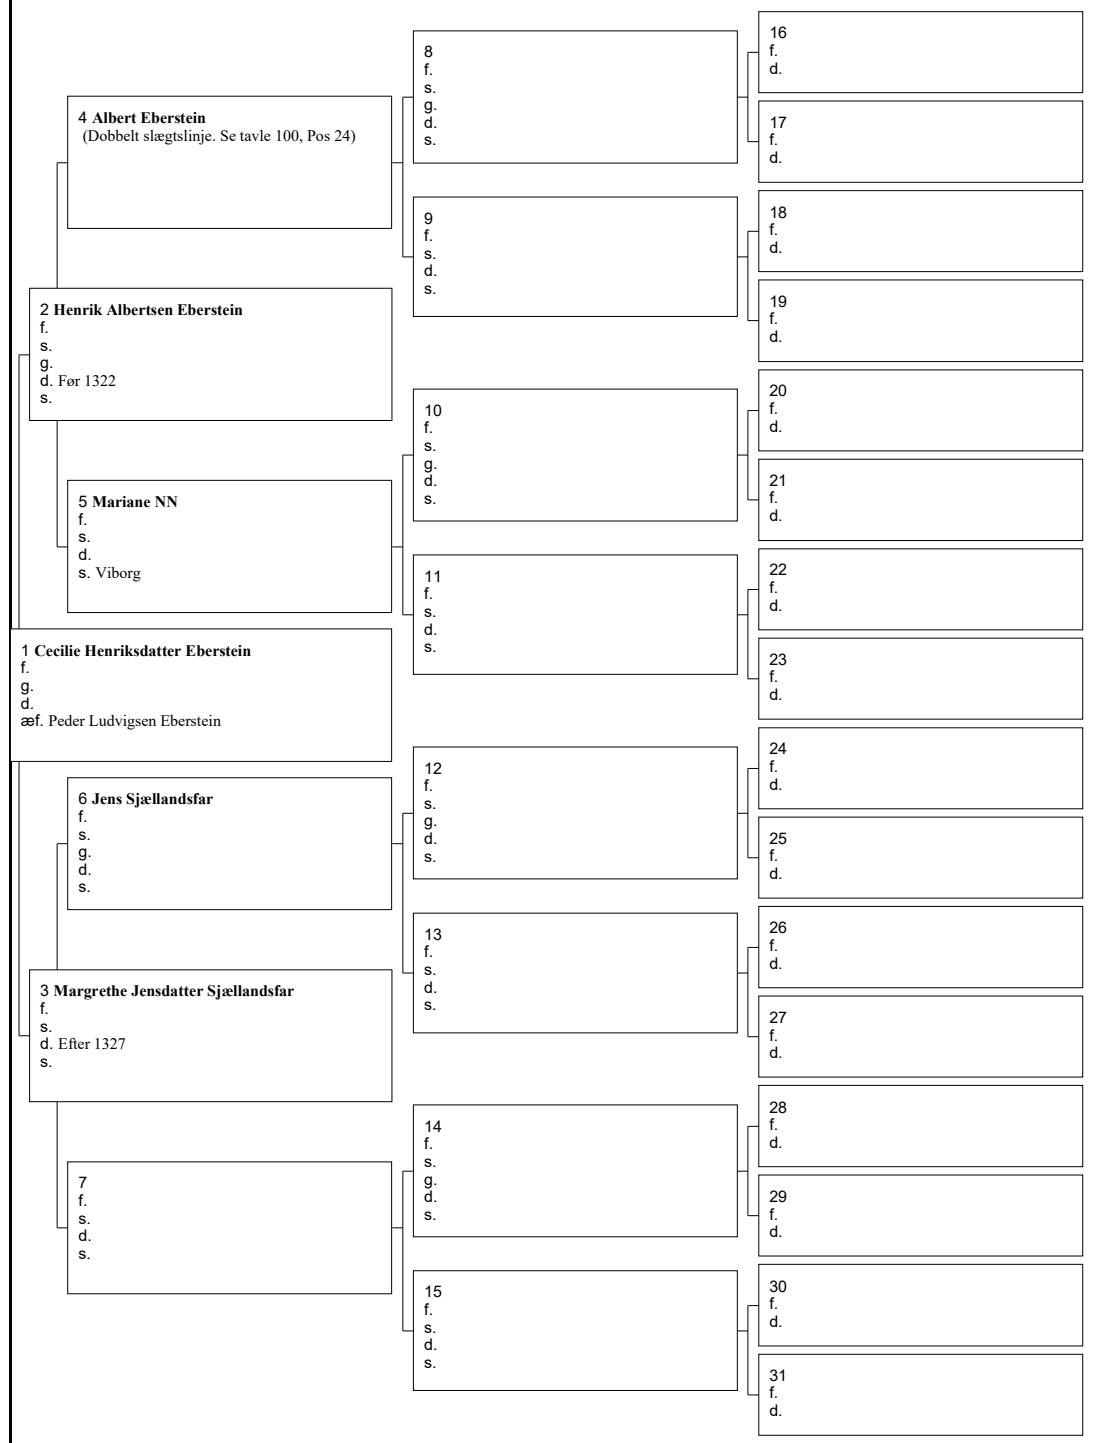 16
f.
d.
8
f.
s.
g.
d.
s.
17
f.
d.
4 Albert Eberstein
(Dobbelt slægtslinje. Se tavle 100, Pos 24)
18
f.
d.
9
f.
s.
d.
s.
19
f.
d.
2 Henrik Albertsen Eberstein
f.
s.
g.
d. Før 1322
s.
20
f.
d.
10
f.
s.
g.
d.
s.
21
f.
d.
5 Mariane NN
f.
s.
d.
s. Viborg
22
f.
d.
11
f.
s.
d.
s.
23
f.
d.
1 Cecilie Henriksdatter Eberstein
f.
g.
d.
æf. Peder Ludvigsen Eberstein
24
f.
d.
12
f.
s.
g.
d.
s.
25
f.
d.
6 Jens Sjællandsfar
f.
s.
g.
d.
s.
26
f.
d.
13
f.
s.
d.
s.
27
f.
d.
3 Margrethe Jensdatter Sjællandsfar
f.
s.
d. Efter 1327
s.
28
f.
d.
14
f.
s.
g.
d.
s.
29
f.
d.
7
f.
s.
d.
s.
30
f.
d.
15
f.
s.
d.
s.
31
f.
d.